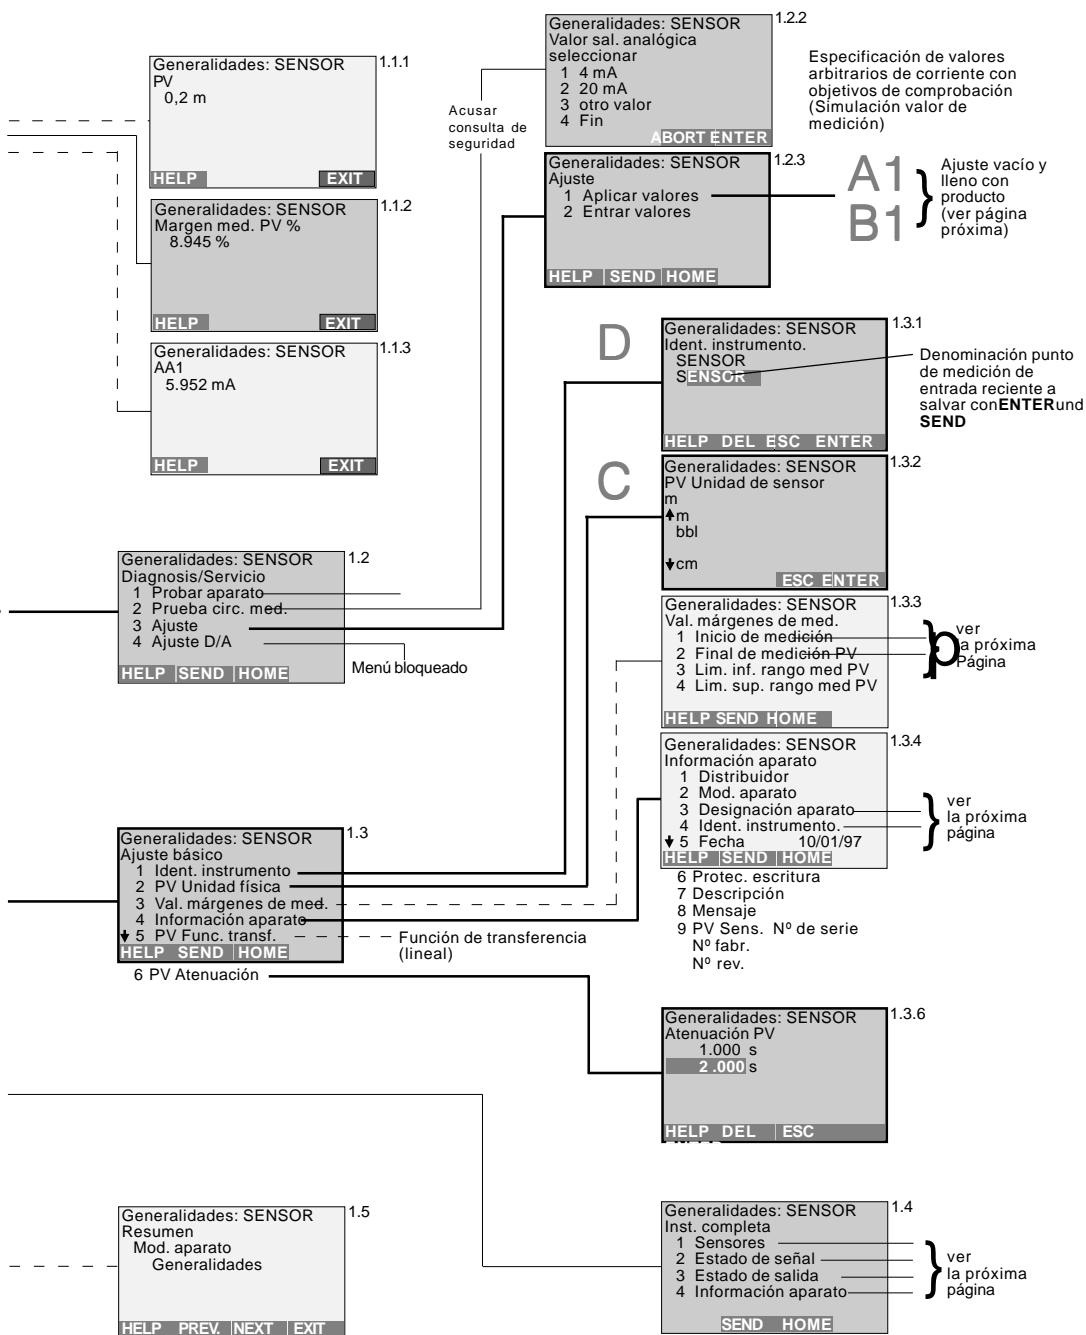 Generalidades: SENSOR
PV
0,2 m
HELP EXIT
1.1.1
Generalidades: SENSOR
Margen med. PV %
8.945 %
HELP EXIT
1.1.2
Generalidades: SENSOR
AA1
5.952 mA
HELP EXIT
1.1.3
Acusar
consulta de
seguridad
Generalidades: SENSOR
Valor sal. analógica
seleccionar
1 4 mA
2 20 mA
3 otro valor
4 Fin
ABORT ENTER
1.2.2
Especificación de valores
arbitrarios de corriente con
objetivos de comprobación
(Simulación valor de
medición)
Generalidades: SENSOR
Ajuste
1 Aplicar valores
2 Entrar valores
HELP SEND HOME
1.2.3
A1
B1
}
Ajuste vacío y
lleno con
producto
(ver página
próxima)
D
Generalidades: SENSOR
Ident. instrumento.
SENSOR
SENSOR
HELP DEL ESC ENTER
1.3.1
Denominación punto
de medición de
entrada reciente a
salvar conENTERund
SEND
C
Generalidades: SENSOR
PV Unidad de sensor
m
m
bbl
cm
ESC ENTER
1.3.2
Generalidades: SENSOR
Diagnosis/Servicio
1 Probar aparato
2 Prueba circ. med.
3 Ajuste
4 Ajuste D/A
HELP SEND HOME
1.2
Menú bloqueado
Generalidades: SENSOR
Val. márgenes de med.
1 Inicio de medición
2 Final de medición PV
3 Lim. inf. rango med PV
4 Lim. sup. rango med PV
HELP SEND HOME
1.3.3
}
p
ver
la próxima
Página
Generalidades: SENSOR
Información aparato
1 Distribuidor
2 Mod. aparato
3 Designación aparato
4 Ident. instrumento.
5 Fecha 10/01/97
HELP SEND HOME
1.3.4
6 Protec. escritura
7 Descripción
8 Mensaje
9 PV Sens. Nº de serie
Nº fabr.
Nº rev.
}
ver
la próxima
página
Generalidades: SENSOR
Ajuste básico
1 Ident. instrumento
2 PV Unidad física
3 Val. márgenes de med.
4 Información aparato
5 PV Func. transf.
HELP SEND HOME
1.3
6 PV Atenuación
Función de transferencia
(lineal)
Generalidades: SENSOR
Atenuación PV
1.000 s
2.000 s
HELP DEL ESC
1.3.6
Generalidades: SENSOR
Resumen
Mod. aparato
Generalidades
HELP PREV. NEXT EXIT
1.5
Generalidades: SENSOR
Inst. completa
1 Sensores
2 Estado de señal
3 Estado de salida
4 Información aparato
SEND HOME
1.4
}
ver
la próxima
página